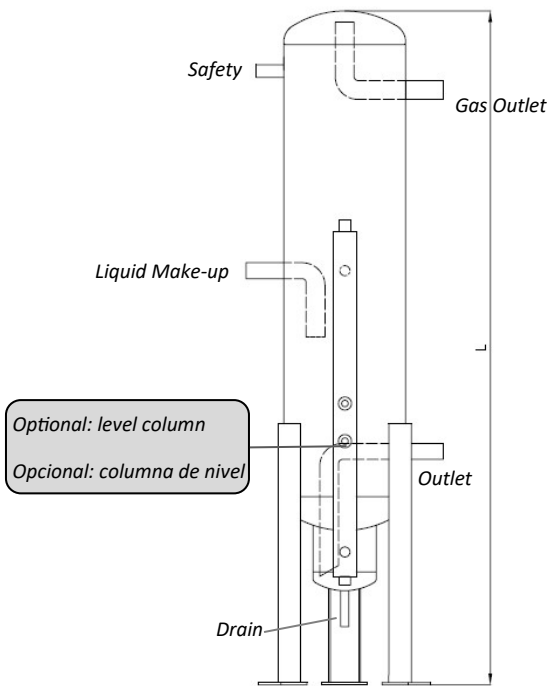 Safety
Gas Outlet
Liquid Make-up
L
Optional: level column
Opcional: columna de nivel
Outlet
Drain